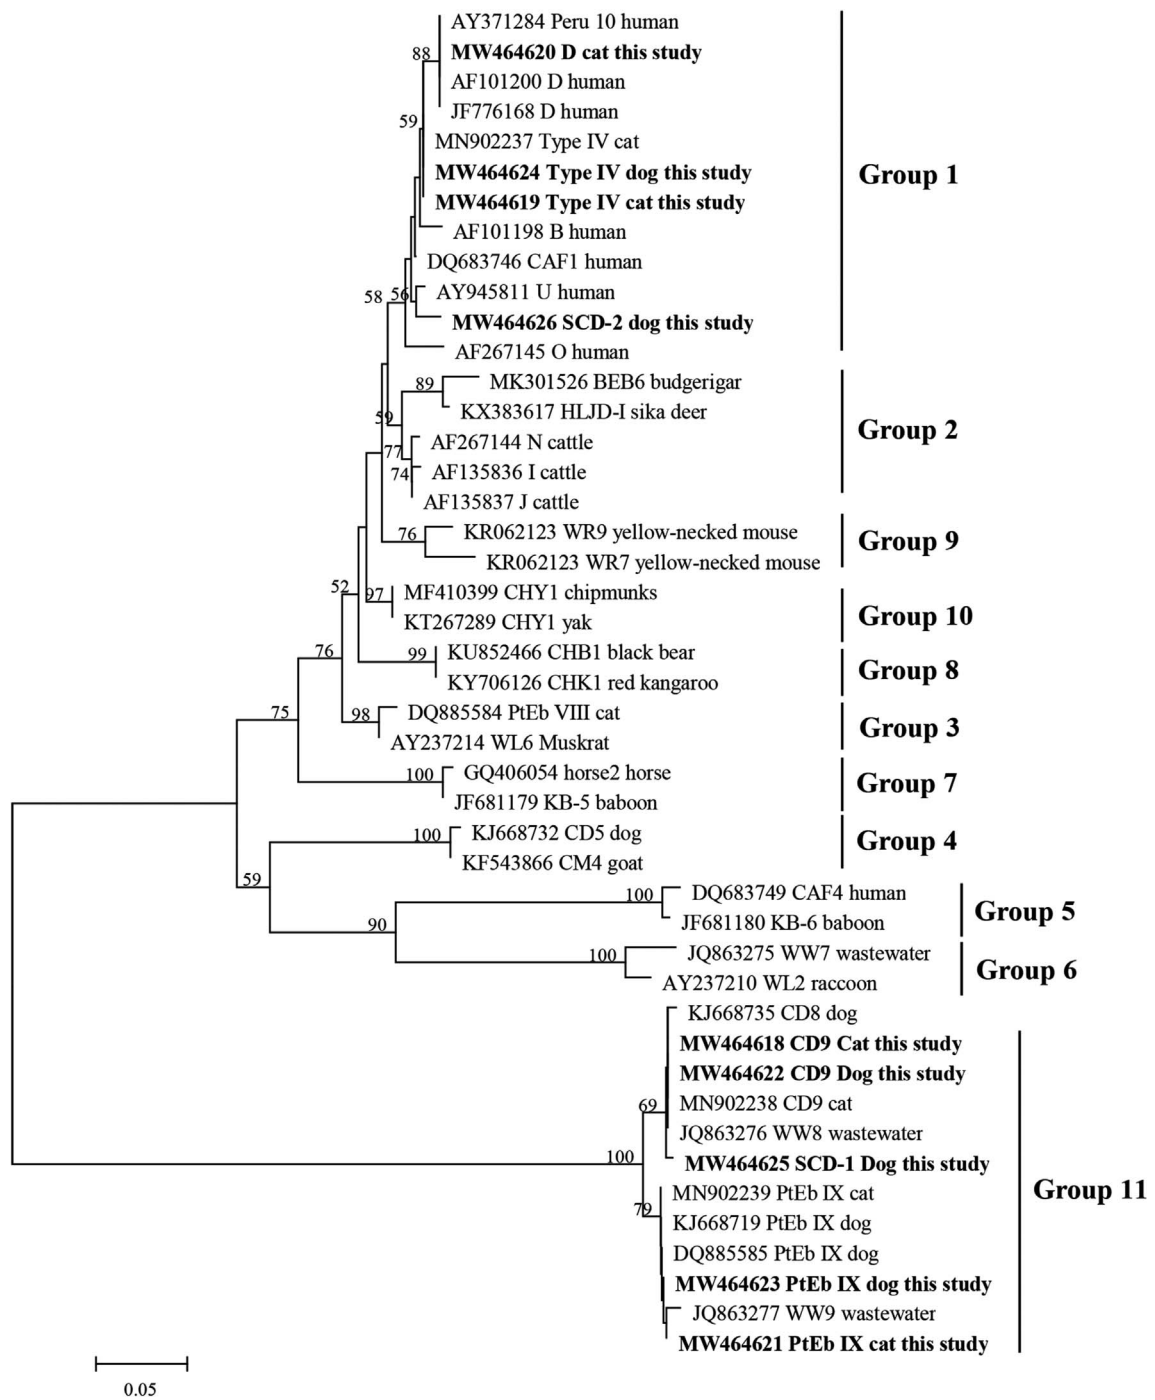 AY371284 Peru 10 human
88
MW464620 D cat this study
AF101200 D human
JF776168 D human
59
MN902237 Type IV cat
MW464624 Type IV dog this study
Group 1
MW464619 Type IV cat this study
AF101198 B human
DQ683746 CAF1 human
58
56
AY945811 U human
MW464626 SCD-2 dog this study
AF267145 O human
89
MK301526 BEB6 budgerigar
KX383617 HLJD-I sika deer
59
Group 2
AF267144 N cattle
77
AF135836 I cattle
74
AF135837 J cattle
76
KR062123 WR9 yellow-necked mouse
Group 9
KR062123 WR7 yellow-necked mouse
52
97
MF410399 CHY1 chipmunks
Group 10
KT267289 CHY1 yak
76
99
KU852466 CHB1 black bear
Group 8
KY706126 CHK1 red kangaroo
75
98
DQ885584 PtEb VIII cat
Group 3
AY237214 WL6 Muskrat
100
GQ406054 horse2 horse
Group 7
JF681179 KB-5 baboon
100
KJ668732 CD5 dog
Group 4
KF543866 CM4 goat
59
100
DQ683749 CAF4 human
Group 5
90
JF681180 KB-6 baboon
100
JQ863275 WW7 wastewater
Group 6
AY237210 WL2 raccoon
KJ668735 CD8 dog
MW464618 CD9 Cat this study
MW464622 CD9 Dog this study
69
MN902238 CD9 cat
JQ863276 WW8 wastewater
100
MW464625 SCD-1 Dog this study
Group 11
MN902239 PtEb IX cat
79
KJ668719 PtEb IX dog
DQ885585 PtEb IX dog
MW464623 PtEb IX dog this study
JQ863277 WW9 wastewater
MW464621 PtEb IX cat this study
0.05